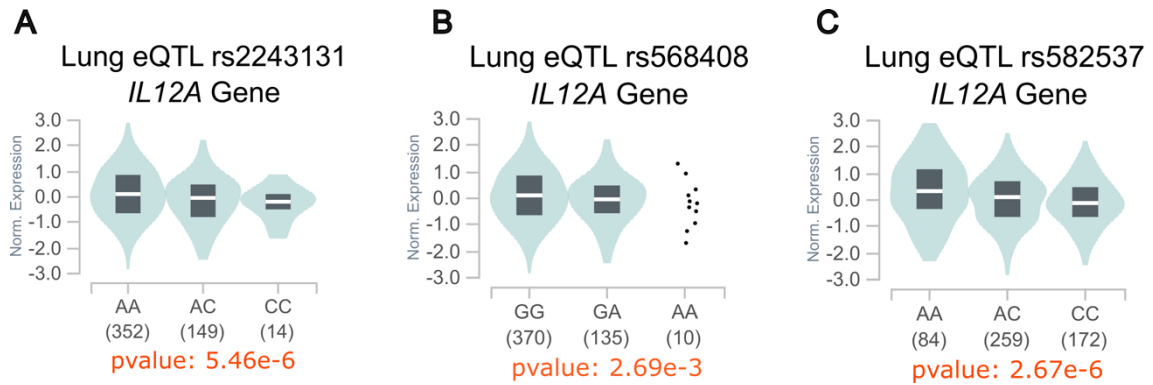 A
Lung eQTL rs2243131
IL12A Gene
Norm. Expression
3.0
2.0
1.0
0.0
-1.0
-2.0
-3.0
AA AC CC
(352) (149) (14)
pvalue: 5.46e-6
B
Lung eQTL rs568408
IL12A Gene
Norm. Expression
3.0
2.0
1.0
0.0
-1.0
-2.0
-3.0
GG GA AA
(370) (135) (10)
pvalue: 2.69e-3
C
Lung eQTL rs582537
IL12A Gene
Norm. Expression
3.0
2.0
1.0
0.0
-1.0
-2.0
-3.0
AA AC CC
(84) (259) (172)
pvalue: 2.67e-6